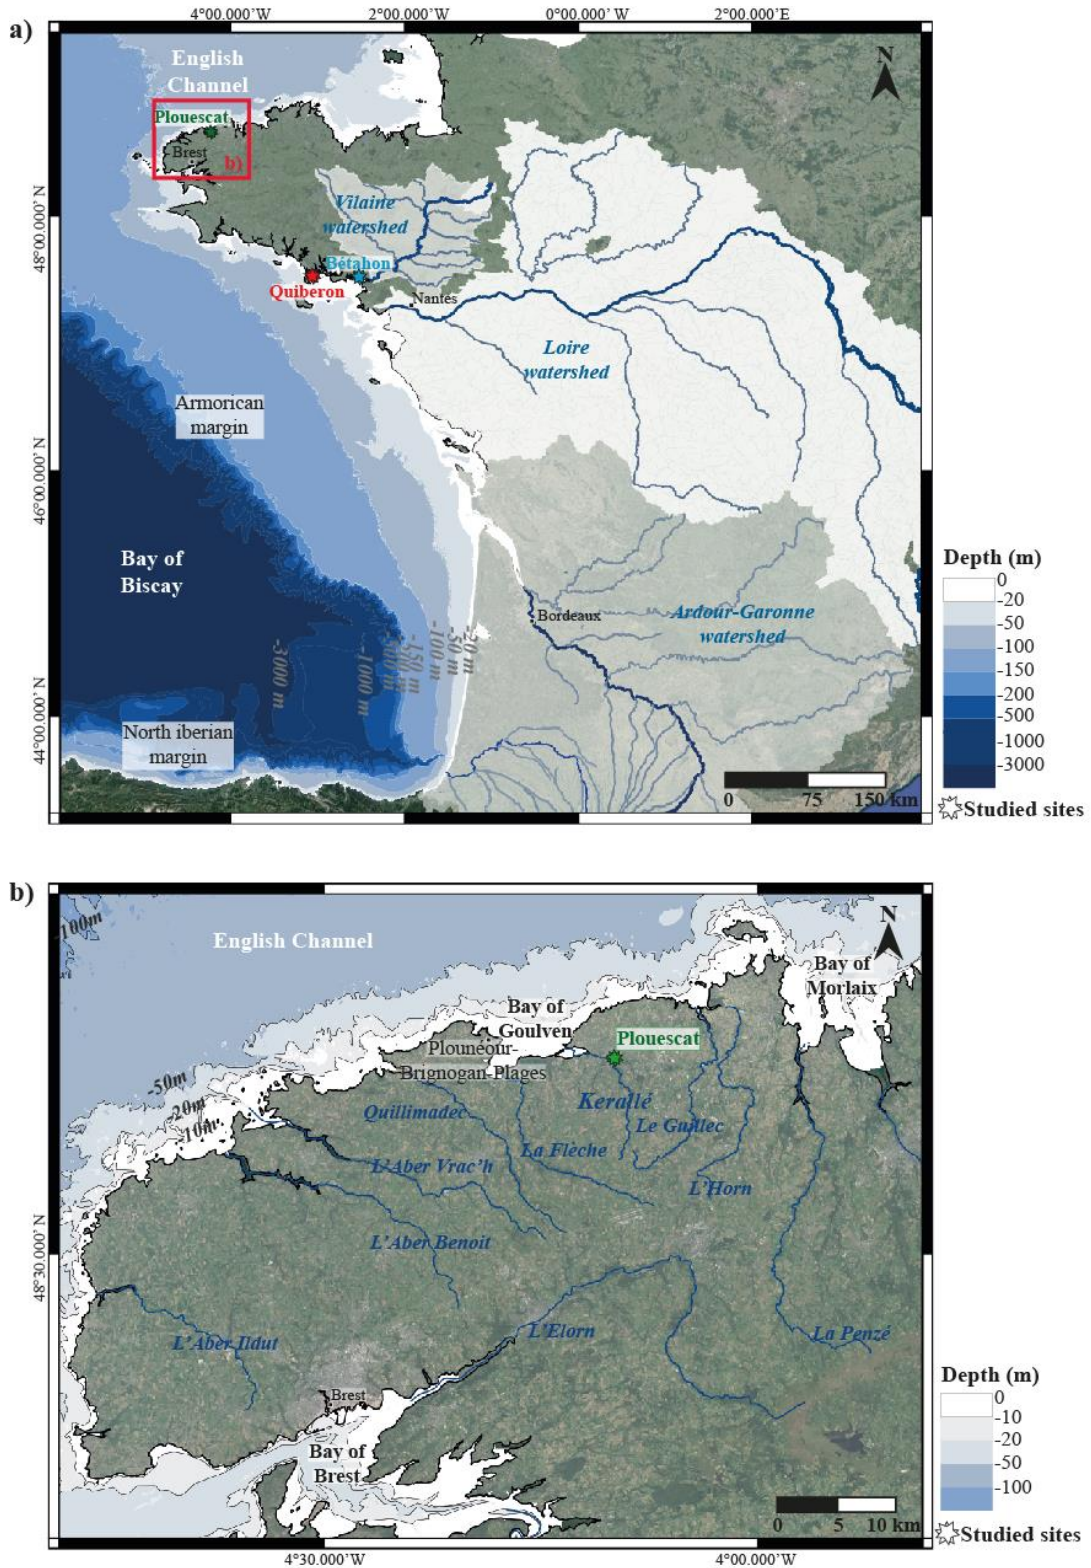 a)
4°00.000'W
2°00.000'W
0°00.000'W
2°00.000'E
English
Channel
N
Plouescat
Brest
b)
48°00.000' N
Vilaine
watershed
Bétahon
Quiberon
Nantes
Loire
watershed
Armorican
margin
46°00.000' N
Bay of
Biscay
Bordeaux
Ardour-Garonne
watershed
-3000 m
-1000 m
-150 m
-100 m
-50 m
-20 m
44°00.000' N
North iberian
margin
0
75
150 km
Depth (m)
0
-20
-50
-100
-150
-200
-500
-1000
-3000
Studied sites
b)
-100m
English Channel
N
Bay of
Morlaix
Bay of
Goulven
Plouescat
Plounéour-
Brignogan-Plages
-50m
-20m
-10m
Quillimadec
Kerallé
Le Guillec
La Flèche
L'Aber Vrac'h
L'Horn
L'Aber Benoit
48°30.000' N
L'Aber Ildut
L'Elorn
La Penzé
Brest
Bay of
Brest
0
5
10 km
4°30.000'W
4°00.000'W
Depth (m)
0
-10
-20
-50
-100
Studied sites